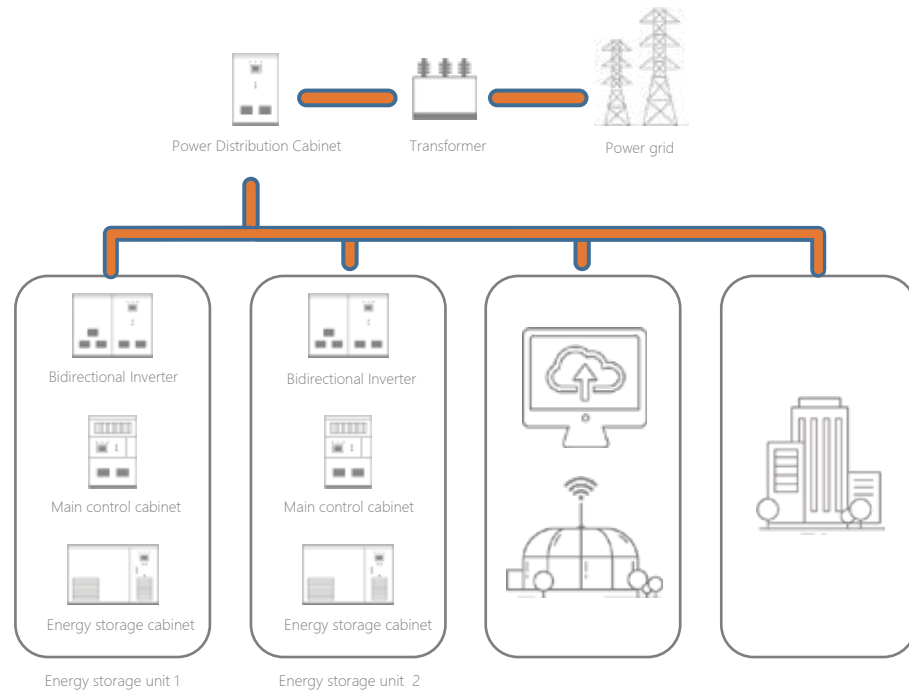 Power Distribution Cabinet
Transformer
Power grid
Bidirectional Inverter
Bidirectional Inverter
Main control cabinet
Main control cabinet
Energy storage cabinet
Energy storage cabinet
Energy storage unit 1
Energy storage unit 2